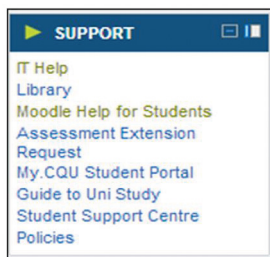 SUPPORT
IT Help
Library
Moodle Help for Students
Assessment Extension
Request
My.CQU Student Portal
Guide to Uni Study
Student Support Centre
Policies